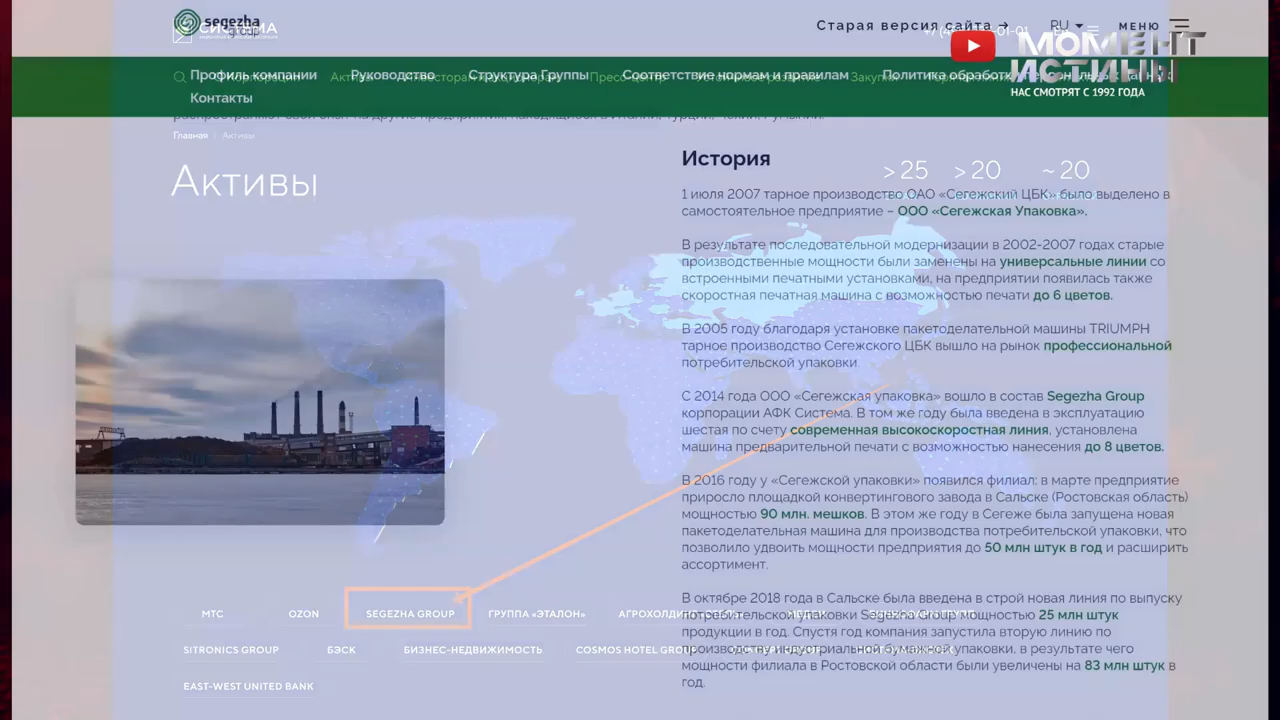 segezha
СИСТЕМА
Старая версия сайта →
RU
МЕНЮ
МОМЕНТ
ИСТИНЫ
НАС СМОТРЯТ С 1992 ГОДА
Профиль компании
Руководство
Структура Группы
Соответствие нормам и правилам
Политика обработки
Контакты
Главная
Активы
Активы
> 25
> 20
~ 20
История
1 июля 2007 тарное производство ОАО «Сегежский ЦБК» было выделено в
самостоятельное предприятие – ООО «Сегежская Упаковка».
В результате последовательной модернизации в 2002-2007 годах старые
производственные мощности были заменены на универсальные линии со
встроенными печатными установками, на предприятии появилась также
скоростная печатная машина с возможностью печати до 6 цветов.
В 2005 году благодаря установке пакетоделательной машины TRIUMPH
тарное производство Сегежского ЦБК вышло на рынок профессиональной
потребительской упаковки.
С 2014 года ООО «Сегежская упаковка» вошло в состав Segezha Group
корпорации АФК Система. В том же году была введена в эксплуатацию
шестая по счету современная высокоскоростная линия, установлена
машина предварительной печати с возможностью нанесения до 8 цветов.
В 2016 году у «Сегежской упаковки» появился филиал: в марте предприятие
приросло площадкой конвертингового завода в Сальске (Ростовская область)
мощностью 90 млн. мешков. В этом же году в Сегеже была запущена новая
пакетоделательная машина для производства потребительской упаковки, что
позволило удвоить мощности предприятия до 50 млн штук в год и расширить
ассортимент.
В октябре 2018 года в Сальске была введена в строй новая линия по выпуску
потребительской упаковки Segezha Group мощностью 25 млн штук
продукции в год. Спустя год компания запустила вторую линию по
производству индустриальной бумажной упаковки, в результате чего
мощности филиала в Ростовской области были увеличены на 83 млн штук в
год.
МТС
OZON
SEGEZHA GROUP
ГРУППА «ЭТАЛОН»
SITRONICS GROUP
БЭСК
БИЗНЕС-НЕДВИЖИМОСТЬ
COSMOS HOTEL GROUP
EAST-WEST UNITED BANK